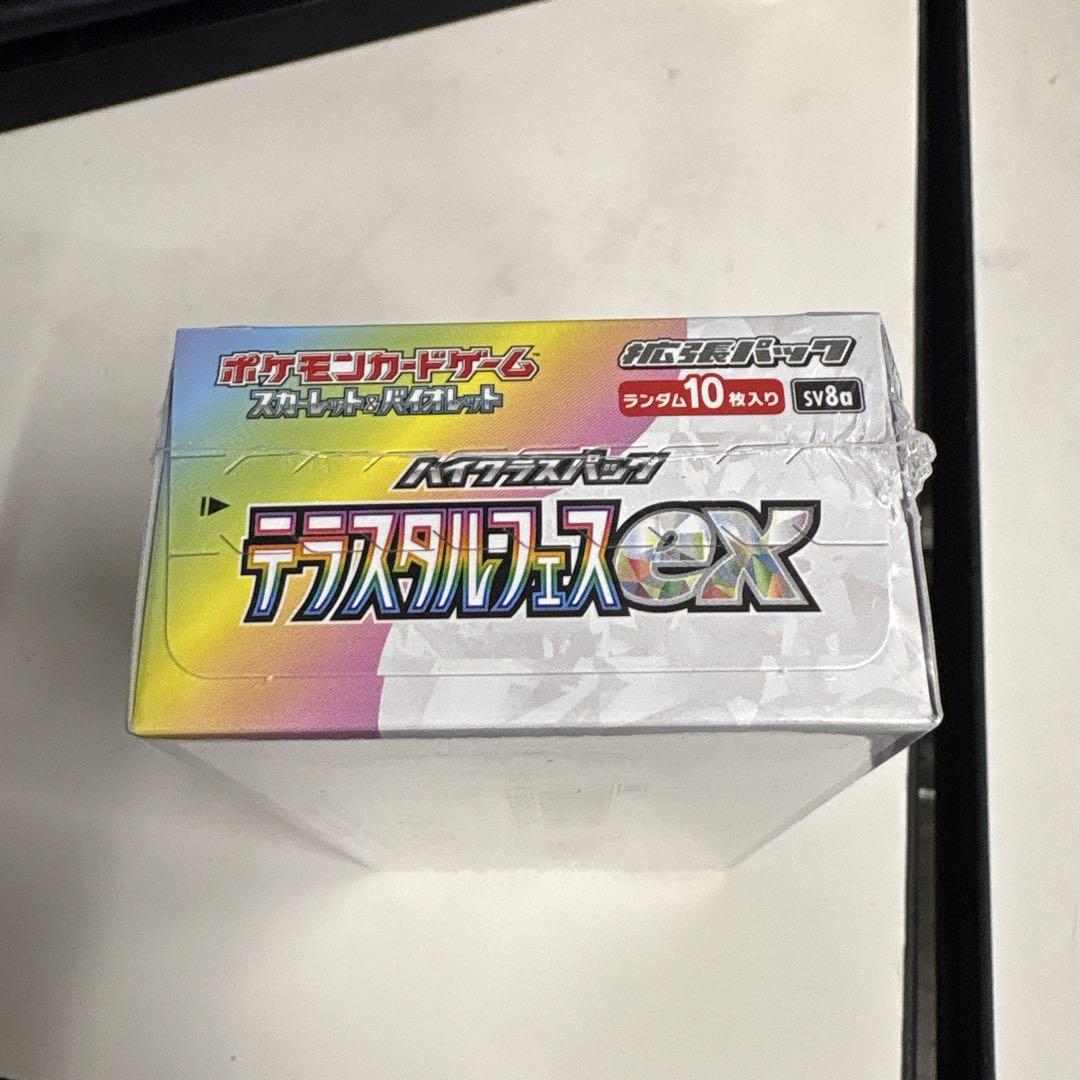 ポケモンカードゲーム™
スカーレット&バイオレット
拡張パック
ランダム10枚入り
SV8a
ハイクラスパック
テラスタルフェスex